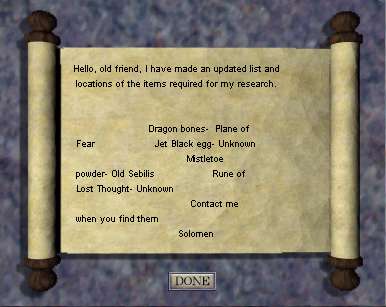 Hello, old friend, I have made an updated list and
locations of the items required for my research.
Dragon bones- Plane of
Fear Jet Black egg- Unknown
Mistletoe
powder- Old Sebilis Rune of
Lost Thought- Unknown
Contact me
when you find them
Solomen
DONE